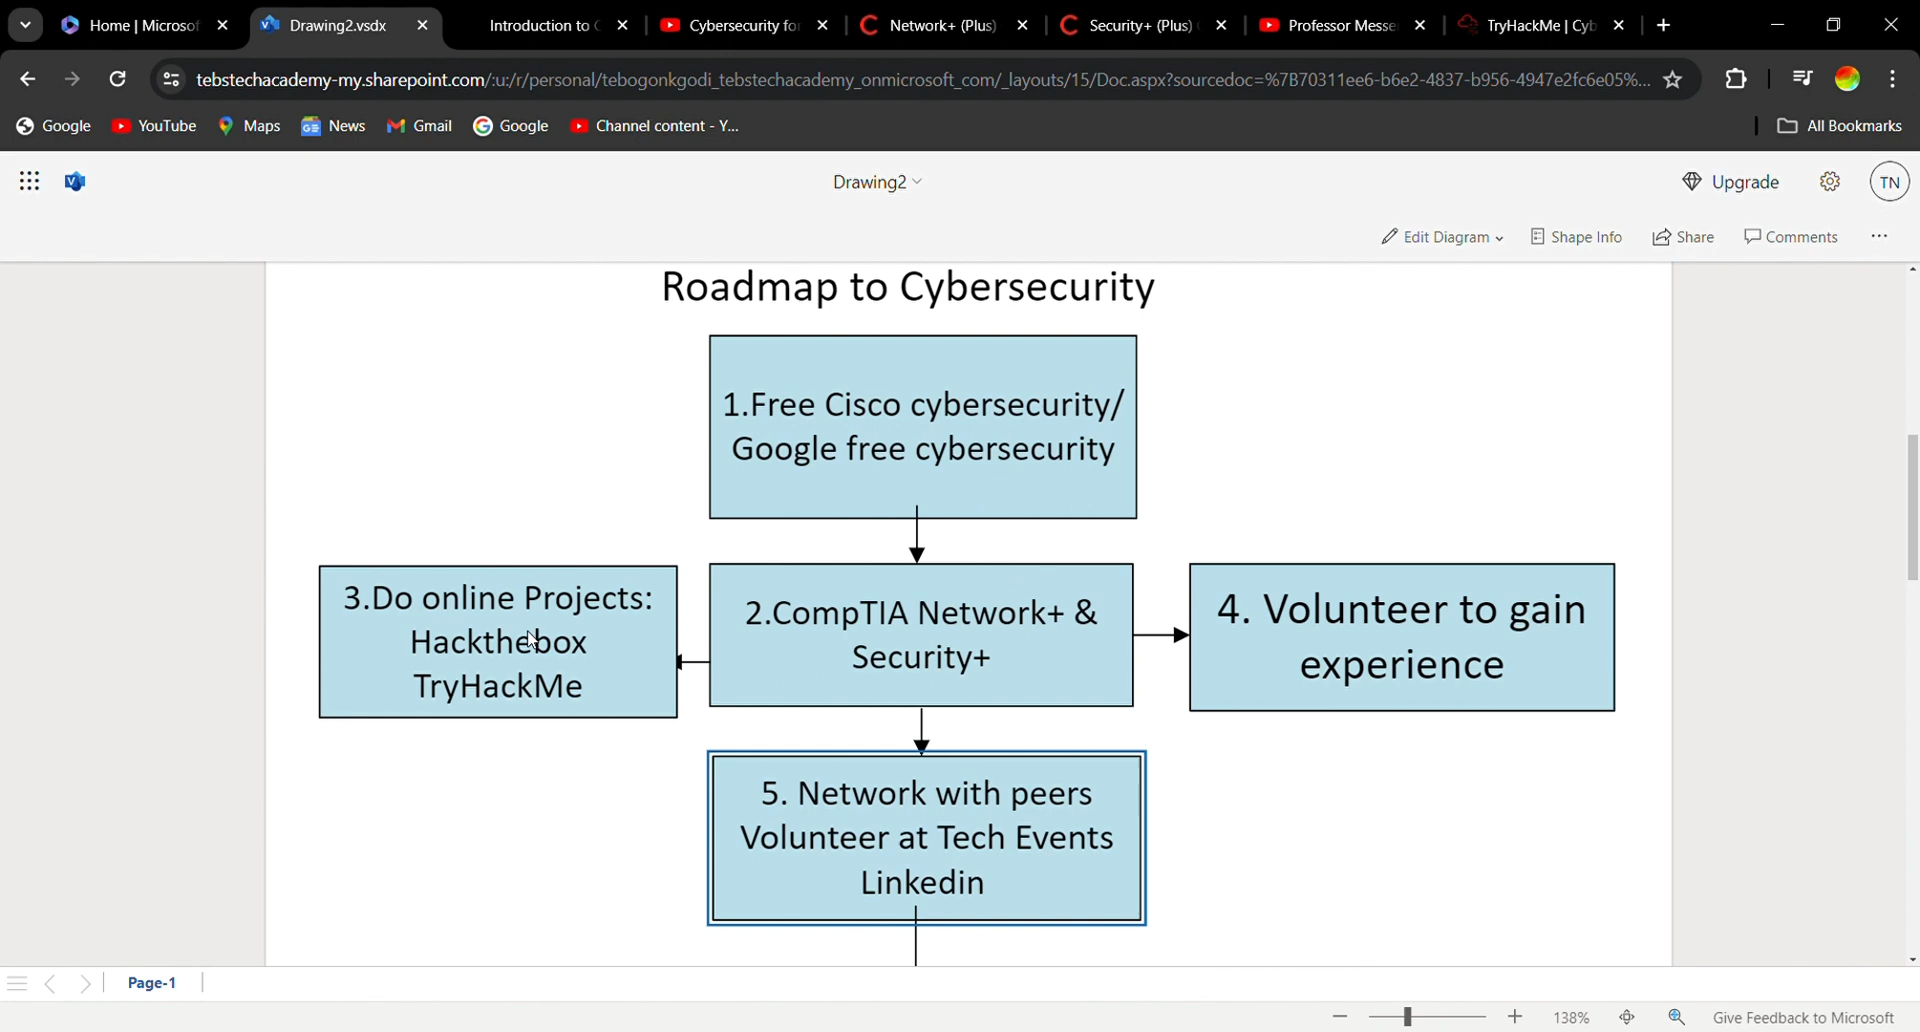 Home | Microsof
Drawing2.vsdx
Introduction to C
Cybersecurity fo
Network+ (Plus)
Security+ (Plus)
Professor Messe
TryHackMe | Cyb
tebstechacademy-my.sharepoint.com/:u:/r/personal/tebogonkgodi_tebstechacademy_onmicrosoft_com/_layouts/15/Doc.aspx?sourcedoc=%7B70311ee6-b6e2-4837-b956-4947e2fc6e05%...
Google
YouTube
Maps
News
Gmail
Google
Channel content - Y...
All Bookmarks
Drawing2
Upgrade
TN
Edit Diagram
Shape Info
Share
Comments
Roadmap to Cybersecurity
1.Free Cisco cybersecurity/
Google free cybersecurity
3.Do online Projects:
Hackthebox
TryHackMe
2.CompTIA Network+ &
Security+
4. Volunteer to gain
experience
5. Network with peers
Volunteer at Tech Events
Linkedin
Page-1
138%
Give Feedback to Microsoft